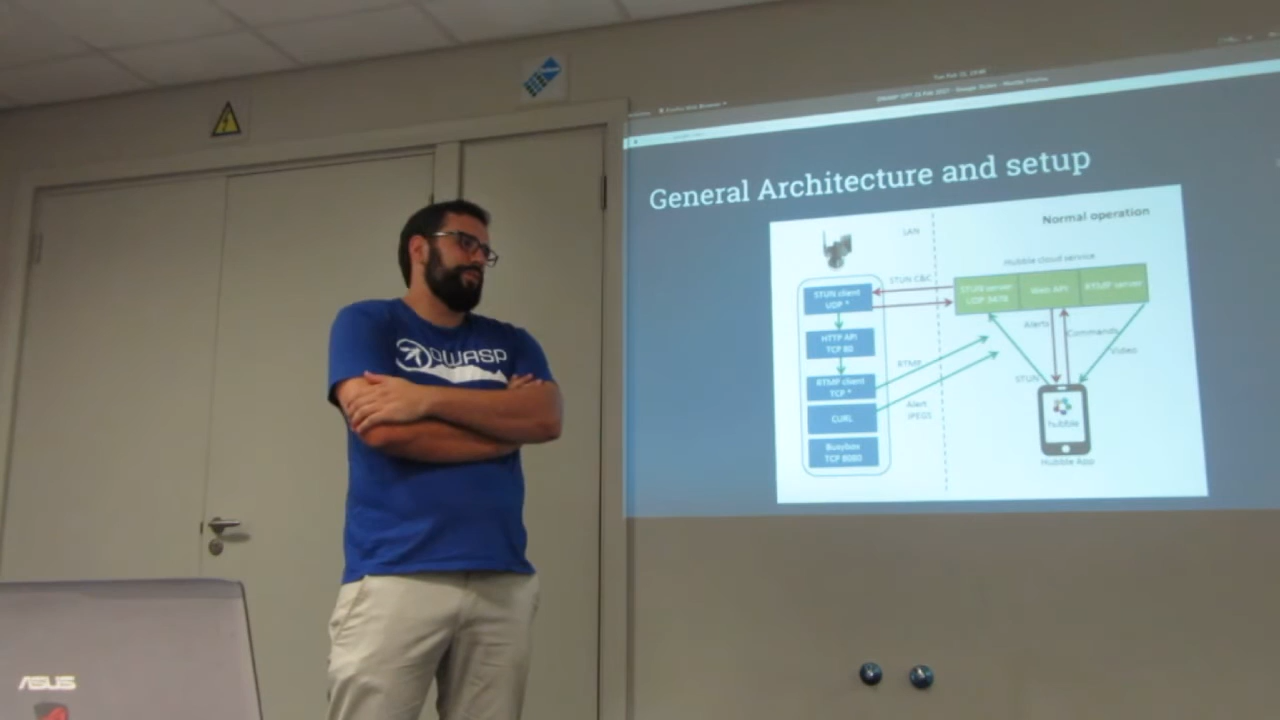 General Architecture and setup
Normal operation
LAN
Hubble cloud service
STUN C&C
STUN client
UDP *
STUN server
UDP 3478
Web API
RTMP server
HTTP API
TCP 80
Alerts
Commands
RTMP
Video
RTMP client
TCP *
STUN
Alert
(PEO)
CURL
hubble
Busybox
TCP 8080
Hubble App
OWASP
ASUS